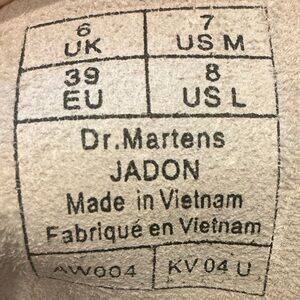 6 UK 7 US M
39 EU 8 US L
Dr.Martens
JADON
Made in Vietnam
Fabriqué en Vietnam
AW004 KV 04 U